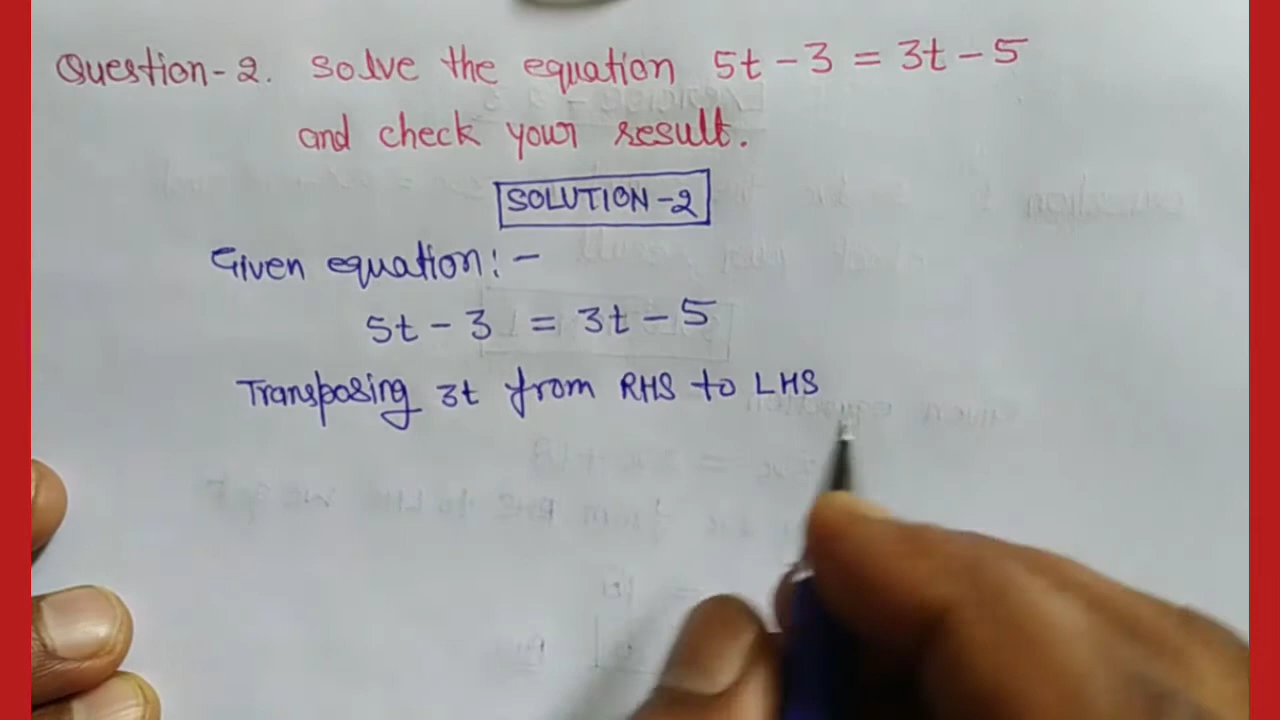 Question-2. Solve the equation 5t - 3 = 3t - 5
and check your result.
SOLUTION-2
Given equation:-
5t - 3 = 3t - 5
Transposing 3t from RHS to LHS